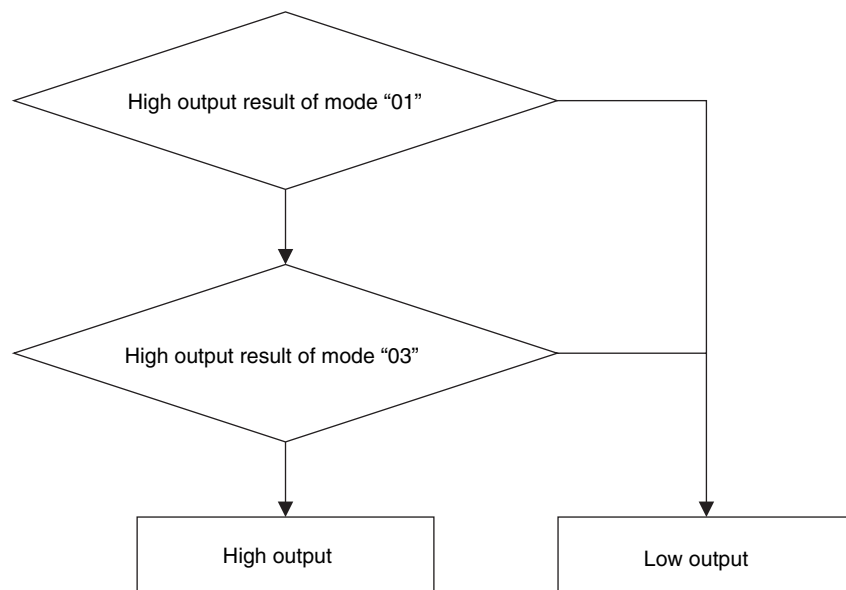 High output result of mode “01”
High output result of mode “03”
High output
Low output